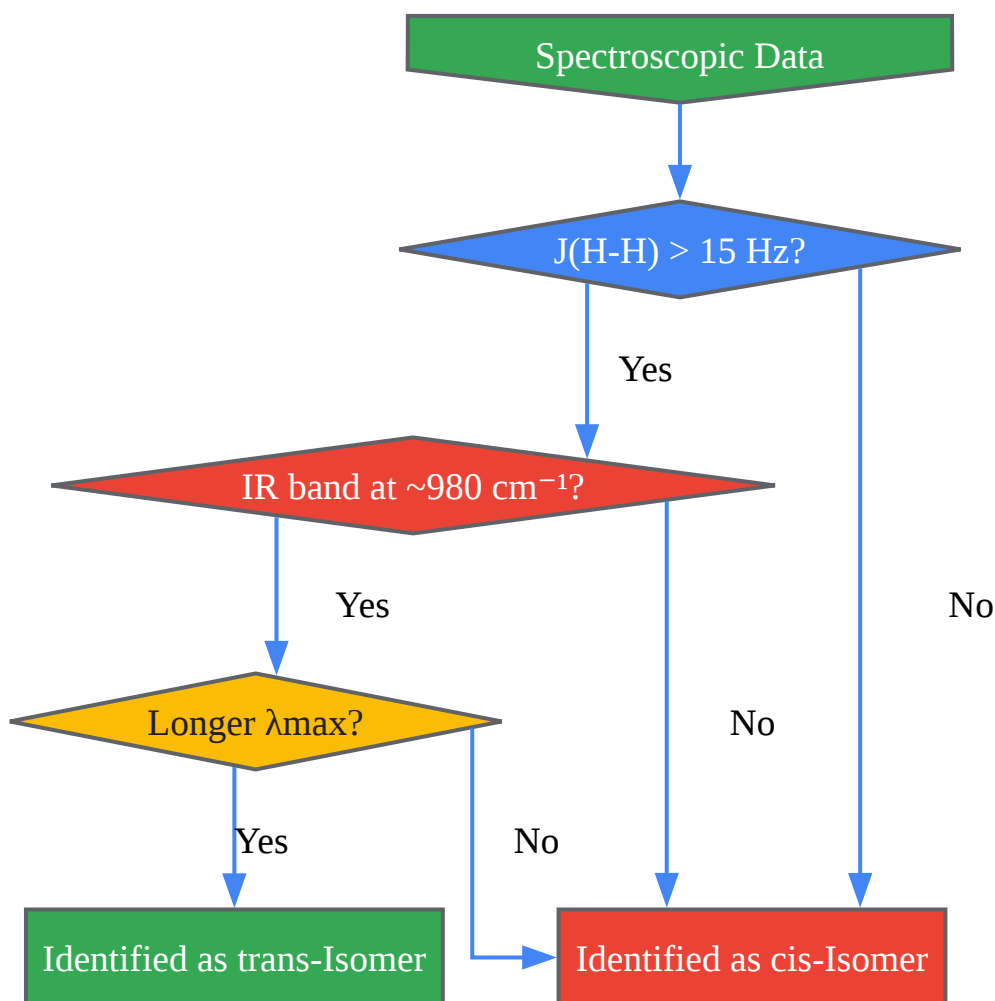 Spectroscopic Data
J(H-H) > 15 Hz?
Yes
IR band at ~980 cm⁻¹?
Yes
No
Longer λmax?
No
Yes
No
Identified as trans-Isomer
Identified as cis-Isomer